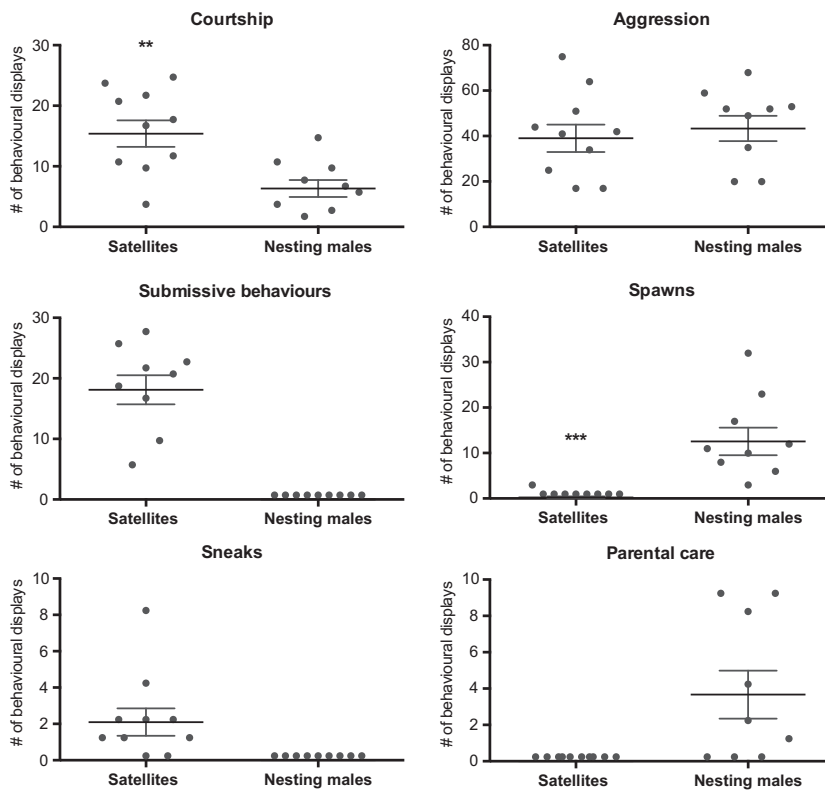 Courtship
# of behavioural displays
30
20
10
0
**
Satellites
Nesting males
Aggression
# of behavioural displays
80
60
40
20
0
Satellites
Nesting males
Submissive behaviours
# of behavioural displays
30
20
10
0
Satellites
Nesting males
Spawns
# of behavioural displays
40
30
20
10
0
***
Satellites
Nesting males
Sneaks
# of behavioural displays
10
8
6
4
2
0
Satellites
Nesting males
Parental care
# of behavioural displays
10
8
6
4
2
0
Satellites
Nesting males